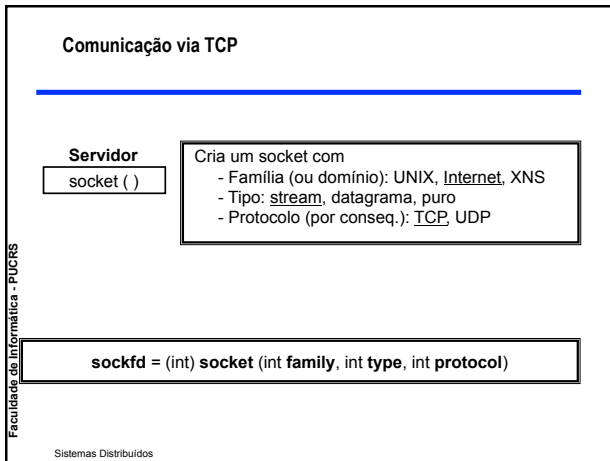 Comunicação via TCP
Servidor
socket ( )
Cria um socket com
- Família (ou domínio): UNIX, Internet, XNS
- Tipo: stream, datagrama, puro
- Protocolo (por conseq.): TCP, UDP
sockfd = (int) socket (int family, int type, int protocol)
Faculdade de Informática - PUCRS
Sistemas Distribuídos